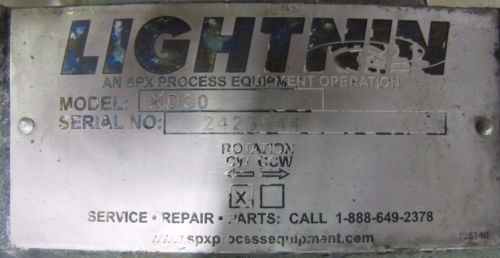 LIGHTNIN
AN SPX PROCESS EQUIPMENT OPERATION
MODEL:
SERIAL NO:
ROTATION
CW CCW
X
SERVICE • REPAIR • PARTS: CALL 1-888-649-2378
www.spxprocessequipment.com